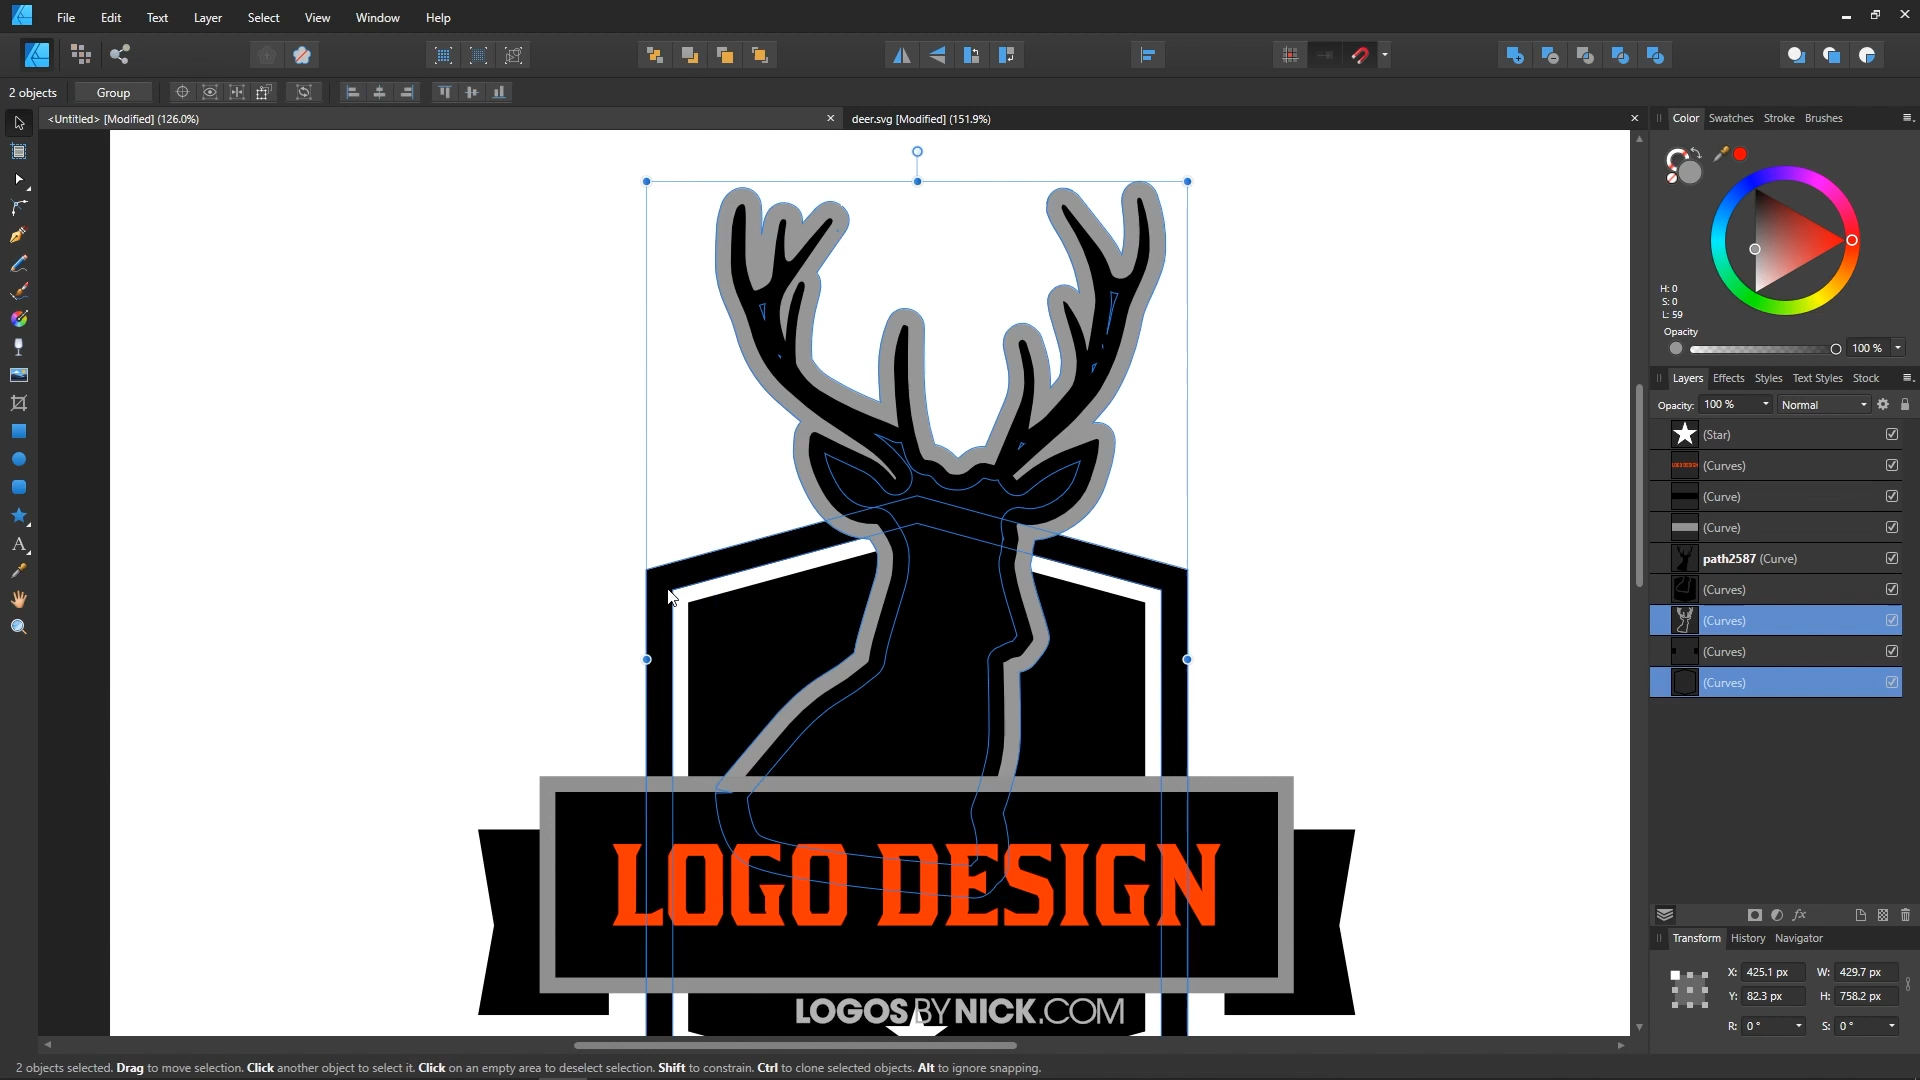 File Edit Text Layer Select View Window Help
2 objects Group
<Untitled> [Modified] (126.0%)
deer.svg [Modified] (151.9%)
Color Swatches Stroke Brushes
H: 0
S: 0
L: 59
Opacity
100 %
Layers Effects Styles Text Styles Stock
Opacity: 100 % Normal
(Star)
(Curves)
(Curve)
(Curve)
path2587 (Curve)
(Curves)
(Curves)
(Curves)
(Curves)
LOGO DESIGN
LOGOSBYNICK.COM
Transform History Navigator
X: 425.1 px W: 429.7 px
Y: 82.3 px H: 758.2 px
R: 0 ° S: 0 °
2 objects selected. Drag to move selection. Click another object to select it. Click on an empty area to deselect selection. Shift to constrain. Ctrl to clone selected objects. Alt to ignore snapping.